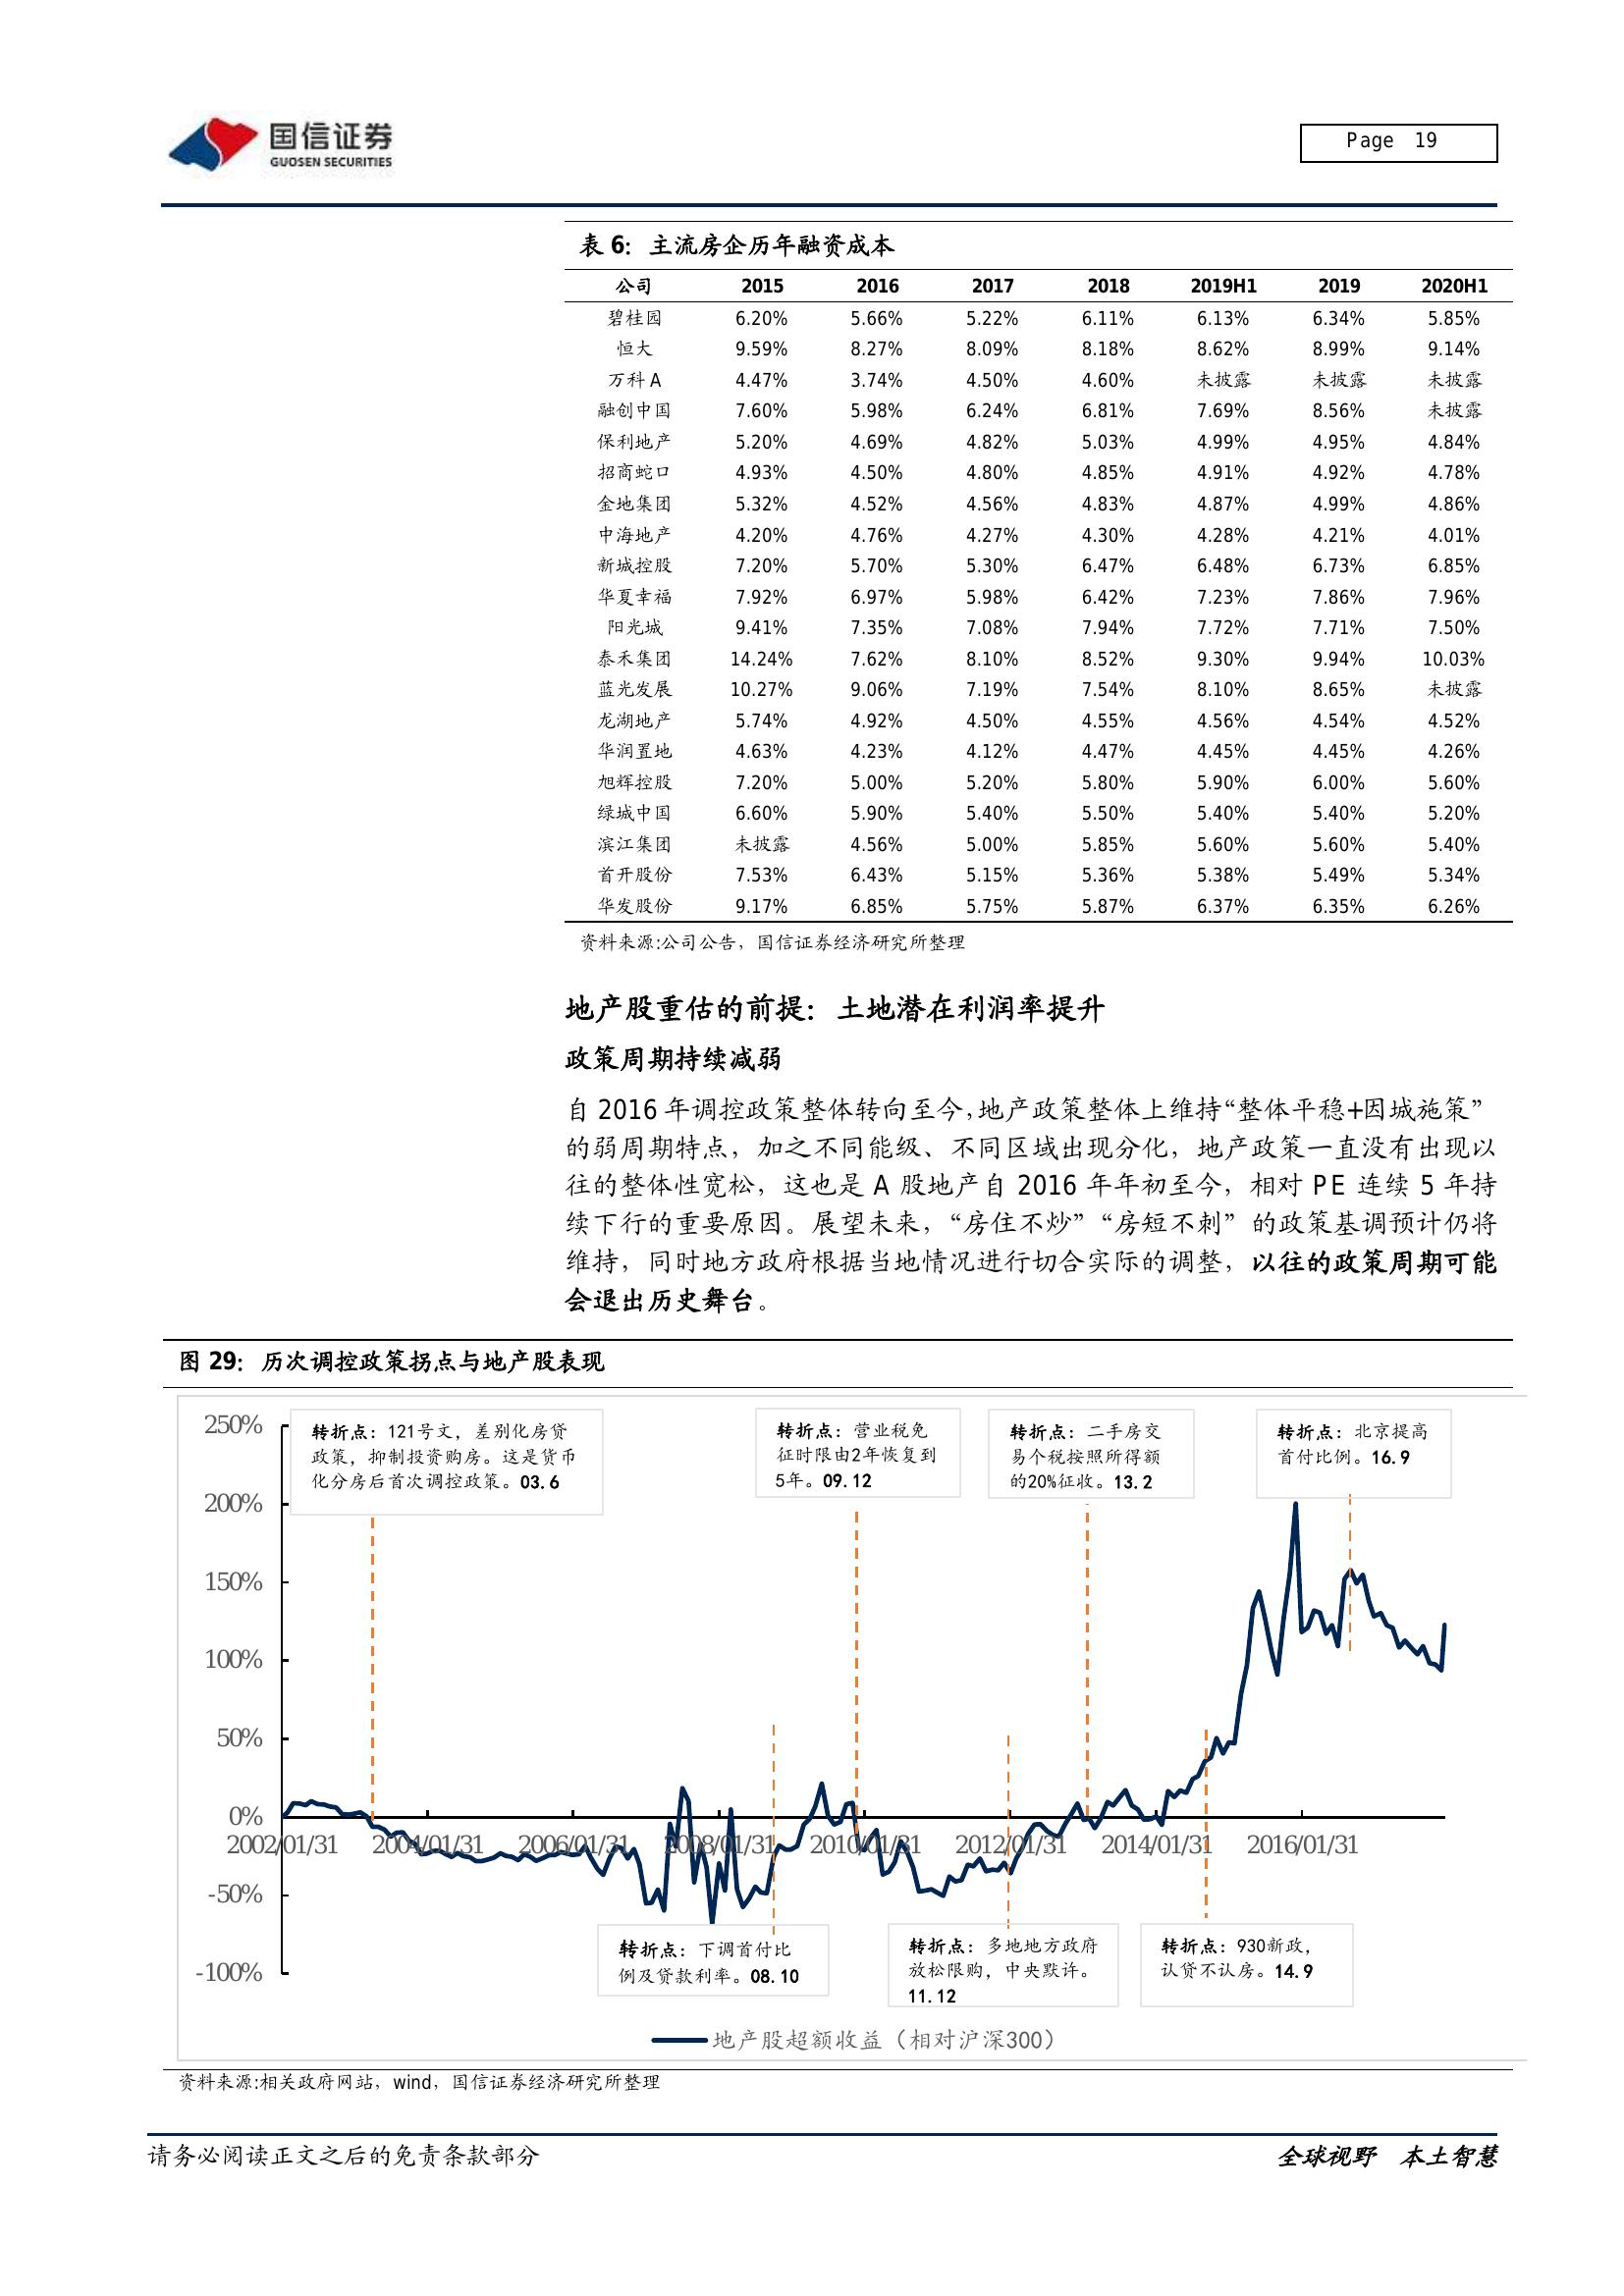 国信证券
GUOSEN SECURITIES
Page 19
表 6：主流房企历年融资成本
公司 2015 2016 2017 2018 2019H1 2019 2020H1
碧桂园 6.20% 5.66% 5.22% 6.11% 6.13% 6.34% 5.85%
恒大 9.59% 8.27% 8.09% 8.18% 8.62% 8.99% 9.14%
万科 A 4.47% 3.74% 4.50% 4.60% 未披露 未披露 未披露
融创中国 7.60% 5.98% 6.24% 6.81% 7.69% 8.56% 未披露
保利地产 5.20% 4.69% 4.82% 5.03% 4.99% 4.95% 4.84%
招商蛇口 4.93% 4.50% 4.80% 4.85% 4.91% 4.92% 4.78%
金地集团 5.32% 4.52% 4.56% 4.83% 4.87% 4.99% 4.86%
中海地产 4.20% 4.76% 4.27% 4.30% 4.28% 4.21% 4.01%
新城控股 7.20% 5.70% 5.30% 6.47% 6.48% 6.73% 6.85%
华夏幸福 7.92% 6.97% 5.98% 6.42% 7.23% 7.86% 7.96%
阳光城 9.41% 7.35% 7.08% 7.94% 7.72% 7.71% 7.50%
泰禾集团 14.24% 7.62% 8.10% 8.52% 9.30% 9.94% 10.03%
蓝光发展 10.27% 9.06% 7.19% 7.54% 8.10% 8.65% 未披露
龙湖地产 5.74% 4.92% 4.50% 4.55% 4.56% 4.54% 4.52%
华润置地 4.63% 4.23% 4.12% 4.47% 4.45% 4.45% 4.26%
旭辉控股 7.20% 5.00% 5.20% 5.80% 5.90% 6.00% 5.60%
绿城中国 6.60% 5.90% 5.40% 5.50% 5.40% 5.40% 5.20%
滨江集团 未披露 4.56% 5.00% 5.85% 5.60% 5.60% 5.40%
首开股份 7.53% 6.43% 5.15% 5.36% 5.38% 5.49% 5.34%
华发股份 9.17% 6.85% 5.75% 5.87% 6.37% 6.35% 6.26%
资料来源:公司公告，国信证券经济研究所整理
地产股重估的前提：土地潜在利润率提升
政策周期持续减弱
自 2016 年调控政策整体转向至今，地产政策整体上维持“整体平稳+因城施策”
的弱周期特点，加之不同能级、不同区域出现分化，地产政策一直没有出现以
往的整体性宽松，这也是 A 股地产自 2016 年年初至今，相对 PE 连续 5 年持
续下行的重要原因。展望未来，“房住不炒”“房短不刺”的政策基调预计仍将
维持，同时地方政府根据当地情况进行切合实际的调整，以往的政策周期可能
会退出历史舞台。
图 29：历次调控政策拐点与地产股表现
转折点：121号文，差别化房贷
政策，抑制投资购房。这是货币
化分房后首次调控政策。03.6
转折点：营业税免
征时限由2年恢复到
5年。09.12
转折点：二手房交
易个税按照所得额
的20%征收。13.2
转折点：北京提高
首付比例。16.9
250%
200%
150%
100%
50%
0%
-50%
-100%
2002/01/31 2004/01/31 2006/01/31 2008/01/31 2010/01/31 2012/01/31 2014/01/31 2016/01/31
转折点：下调首付比
例及贷款利率。08.10
转折点：多地地方政府
放松限购，中央默许。
11.12
转折点：930新政，
认贷不认房。14.9
地产股超额收益（相对沪深300）
资料来源:相关政府网站，wind，国信证券经济研究所整理
请务必阅读正文之后的免责条款部分
全球视野 本土智慧